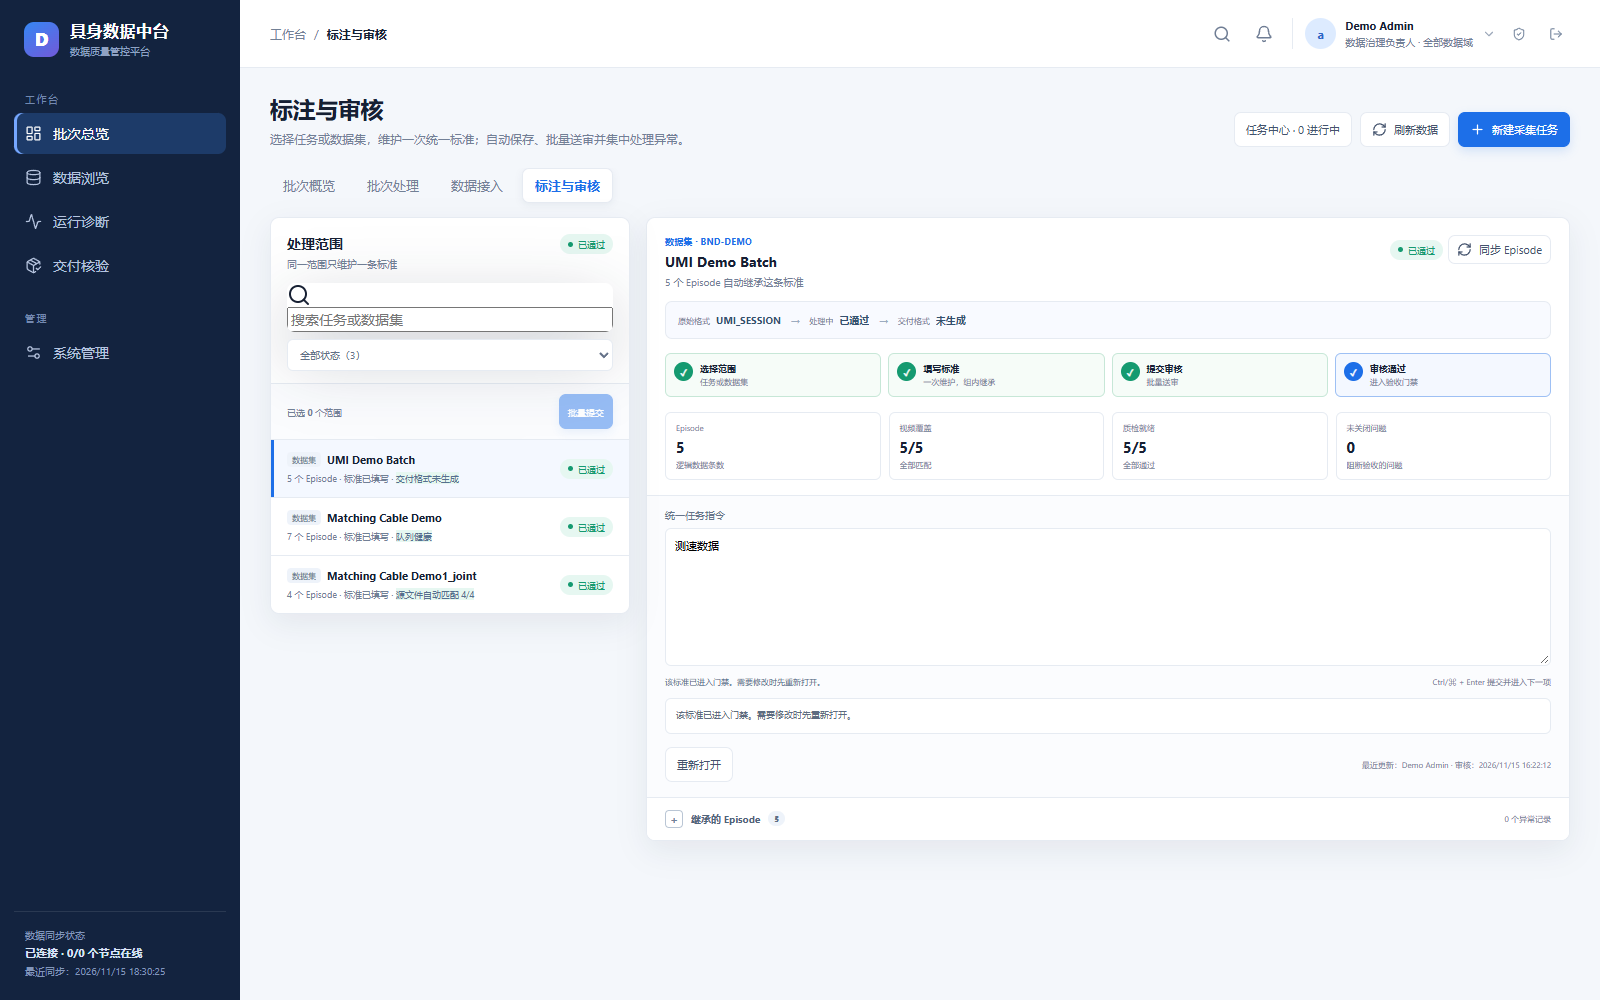 D
具身数据中台
数据质量管控平台
工作台
批次总览
数据浏览
运行诊断
交付核验
管理
系统管理
数据同步状态
已连接 · 0/0 个节点在线
最近同步：2026/11/15 18:30:25
工作台 / 标注与审核
a
Demo Admin
数据治理负责人 · 全部数据域
标注与审核
选择任务或数据集，维护一次统一标准；自动保存、批量送审并集中处理异常。
任务中心 · 0 进行中
刷新数据
新建采集任务
批次概览
批次处理
数据接入
标注与审核
处理范围
已通过
同一范围只维护一条标准
搜索任务或数据集
全部状态（3）
已选 0 个范围
批量提交
数据集 UMI Demo Batch
已通过
5 个 Episode · 标准已填写 · 交付格式未生成
数据集 Matching Cable Demo
已通过
7 个 Episode · 标准已填写 · 队列健康
数据集 Matching Cable Demo1_joint
已通过
4 个 Episode · 标准已填写 · 源文件自动匹配 4/4
数据集 · BND-DEMO
UMI Demo Batch
5 个 Episode 自动继承这条标准
已通过
同步 Episode
原始格式 UMI_SESSION → 处理中 已通过 → 交付格式 未生成
选择范围
任务或数据集
填写标准
一次维护，组内继承
提交审核
批量送审
审核通过
进入验收门禁
Episode
5
逻辑数据条数
视频覆盖
5/5
全部匹配
质检就绪
5/5
全部通过
未关闭问题
0
阻断验收的问题
统一任务指令
测速数据
该标准已进入门禁。需要修改时先重新打开。
Ctrl/⌘ + Enter 提交并进入下一项
该标准已进入门禁。需要修改时先重新打开。
重新打开
最近更新：Demo Admin · 审核：2026/11/15 16:22:12
+ 继承的 Episode 5
0 个异常记录